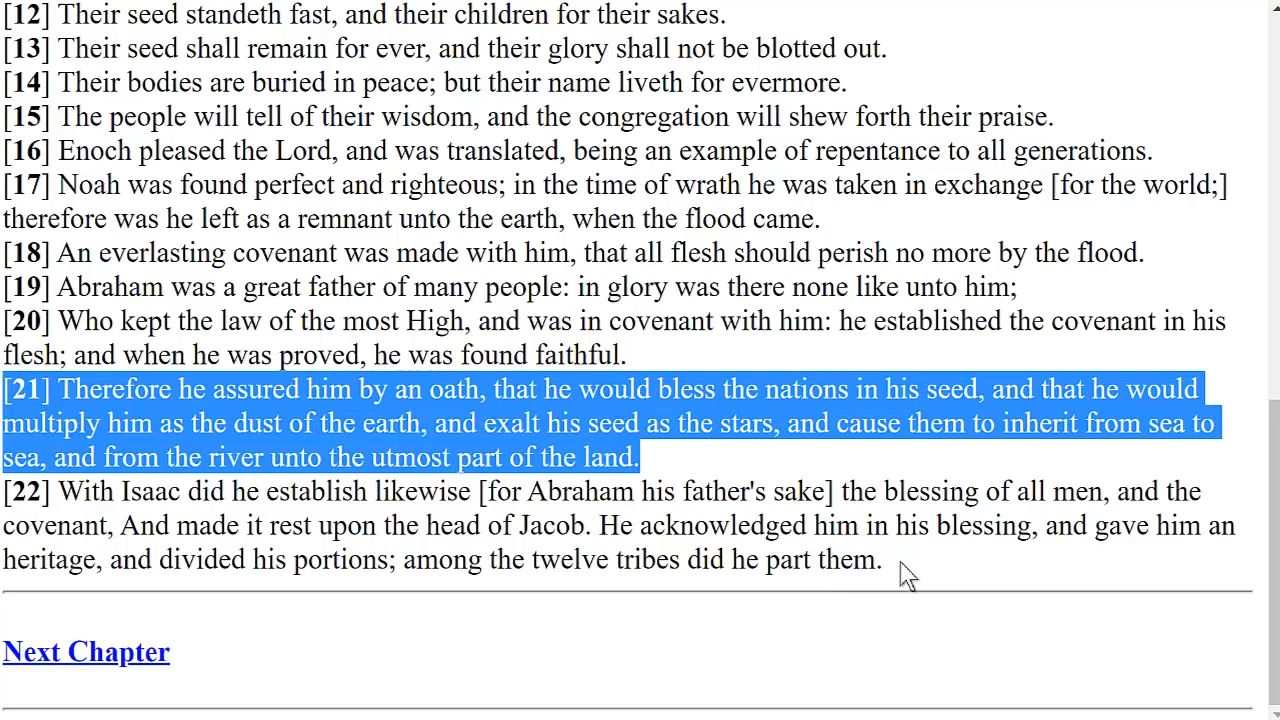 [12] Their seed standeth fast, and their children for their sakes.
[13] Their seed shall remain for ever, and their glory shall not be blotted out.
[14] Their bodies are buried in peace; but their name liveth for evermore.
[15] The people will tell of their wisdom, and the congregation will shew forth their praise.
[16] Enoch pleased the Lord, and was translated, being an example of repentance to all generations.
[17] Noah was found perfect and righteous; in the time of wrath he was taken in exchange [for the world;]
therefore was he left as a remnant unto the earth, when the flood came.
[18] An everlasting covenant was made with him, that all flesh should perish no more by the flood.
[19] Abraham was a great father of many people: in glory was there none like unto him;
[20] Who kept the law of the most High, and was in covenant with him: he established the covenant in his
flesh; and when he was proved, he was found faithful.
[21] Therefore he assured him by an oath, that he would bless the nations in his seed, and that he would
multiply him as the dust of the earth, and exalt his seed as the stars, and cause them to inherit from sea to
sea, and from the river unto the utmost part of the land.
[22] With Isaac did he establish likewise [for Abraham his father's sake] the blessing of all men, and the
covenant, And made it rest upon the head of Jacob. He acknowledged him in his blessing, and gave him an
heritage, and divided his portions; among the twelve tribes did he part them.
Next Chapter